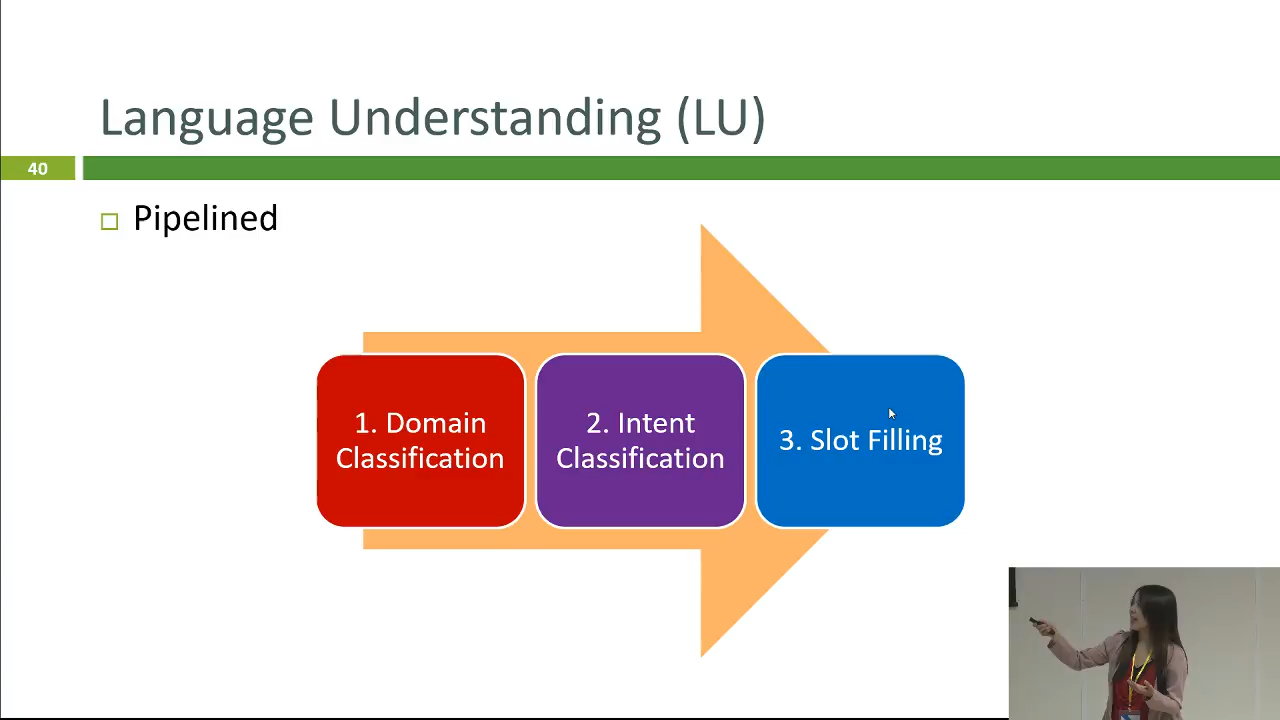 Language Understanding (LU)
40
Pipelined
1. Domain
Classification
2. Intent
Classification
3. Slot Filling